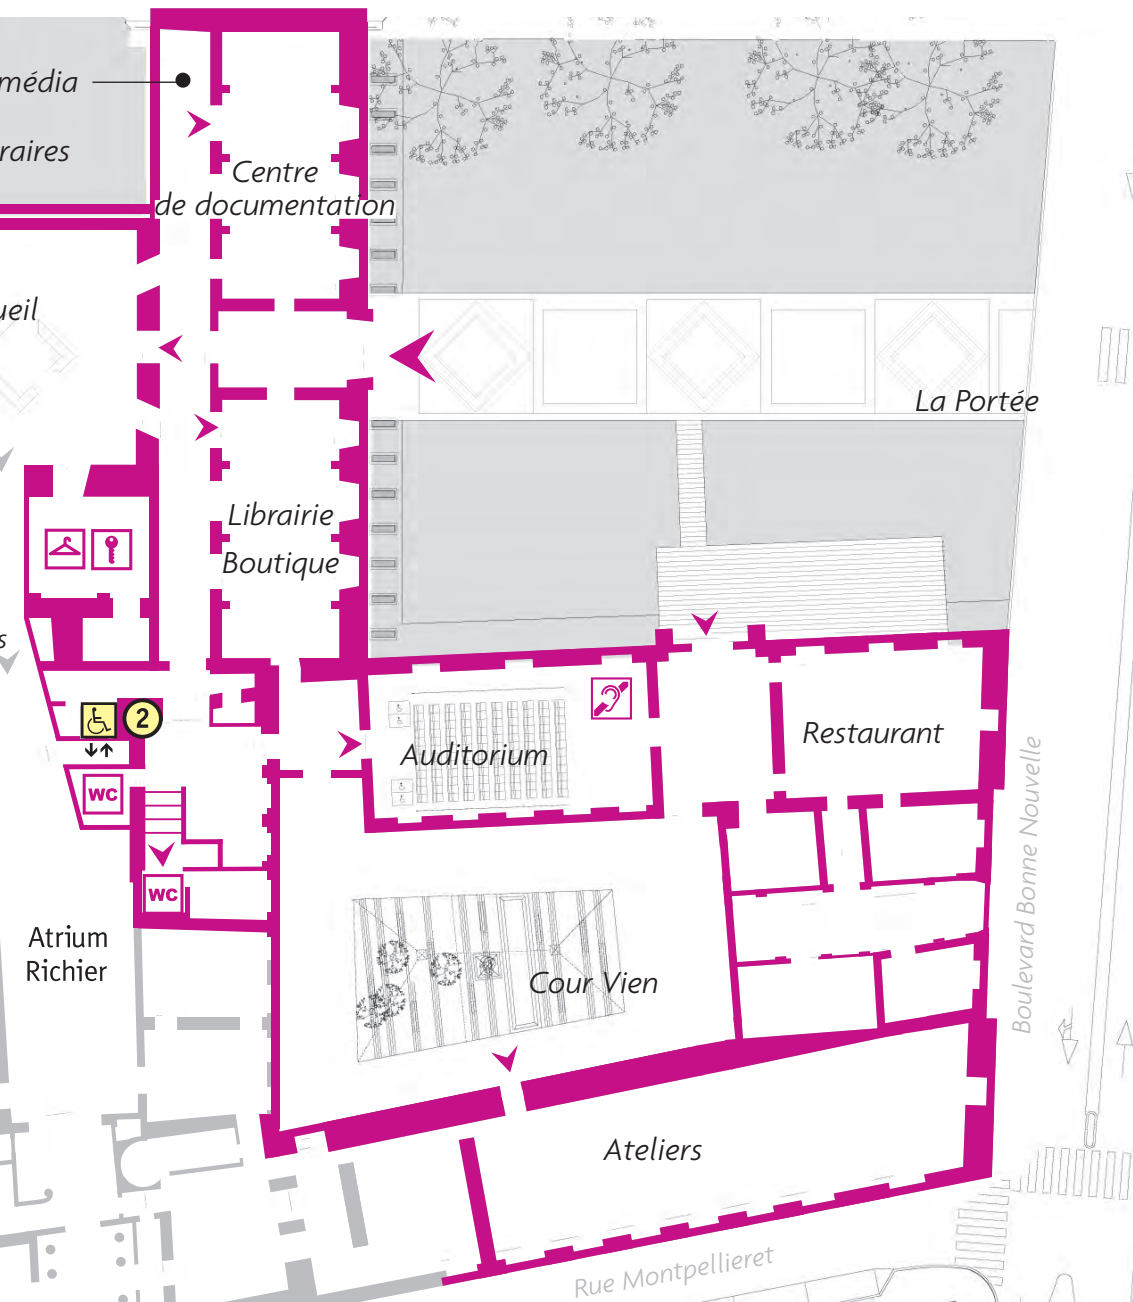 média
raires
Centre
de documentation
ueil
La Portée
Librairie
Boutique
s
2
Auditorium
Restaurant
WC
WC
Boulevard Bonne Nouvelle
Atrium
Richier
Cour Vien
Ateliers
Rue Montpellieret